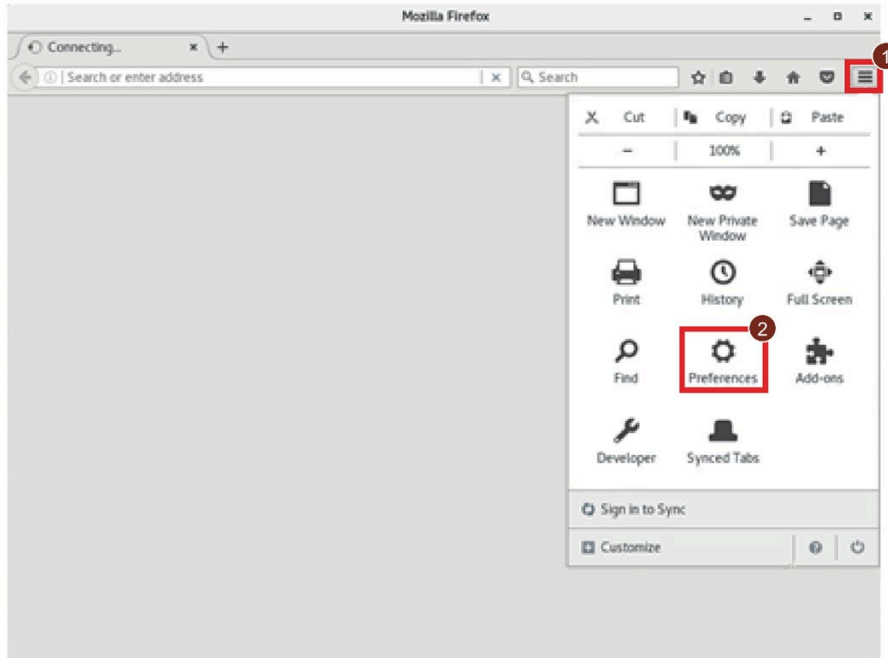 Mozilla Firefox
Connecting...
Search or enter address
Search
1
Cut Copy Paste
100%
New Window New Private Window Save Page
Print History Full Screen
2
Find Preferences Add-ons
Developer Synced Tabs
Sign in to Sync
Customize